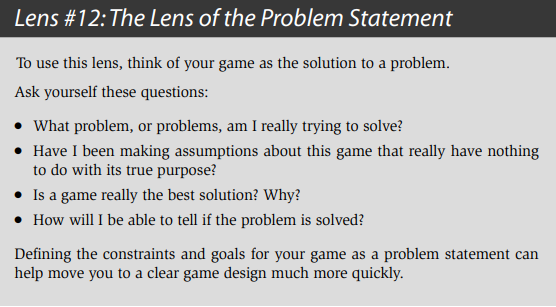 Lens #12: The Lens of the Problem Statement
To use this lens, think of your game as the solution to a problem.
Ask yourself these questions:
• What problem, or problems, am I really trying to solve?
• Have I been making assumptions about this game that really have nothing
to do with its true purpose?
• Is a game really the best solution? Why?
• How will I be able to tell if the problem is solved?
Defining the constraints and goals for your game as a problem statement can
help move you to a clear game design much more quickly.